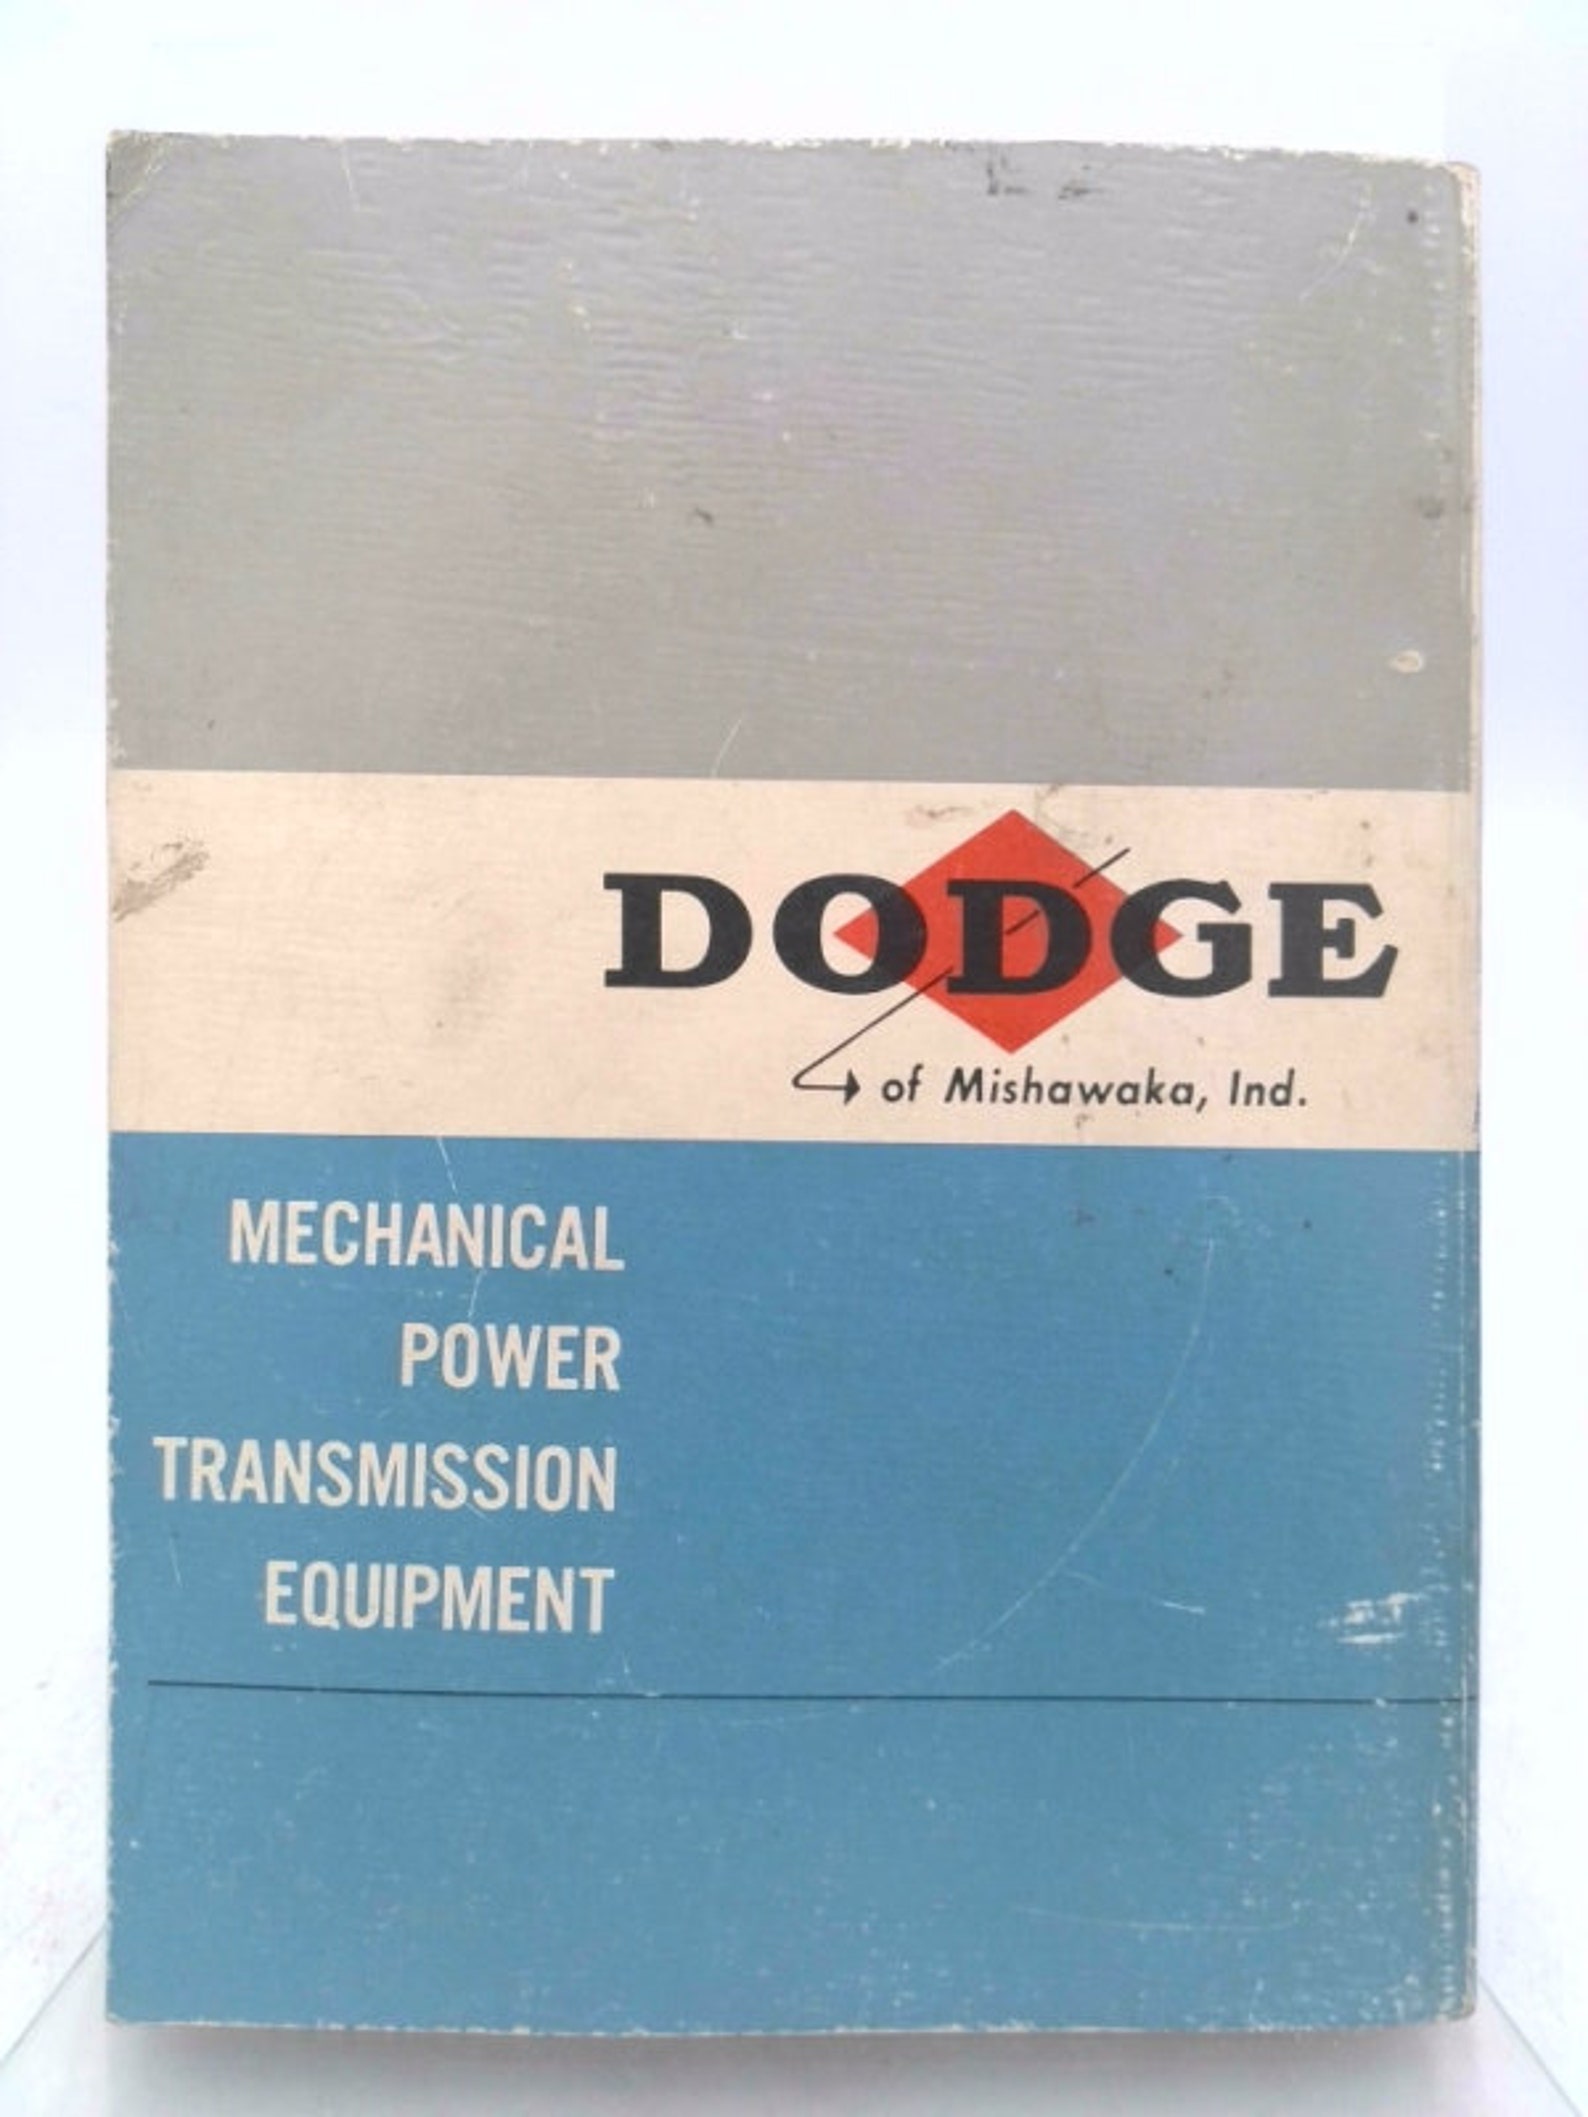 DODGE
of Mishawaka, Ind.
MECHANICAL
POWER
TRANSMISSION
EQUIPMENT